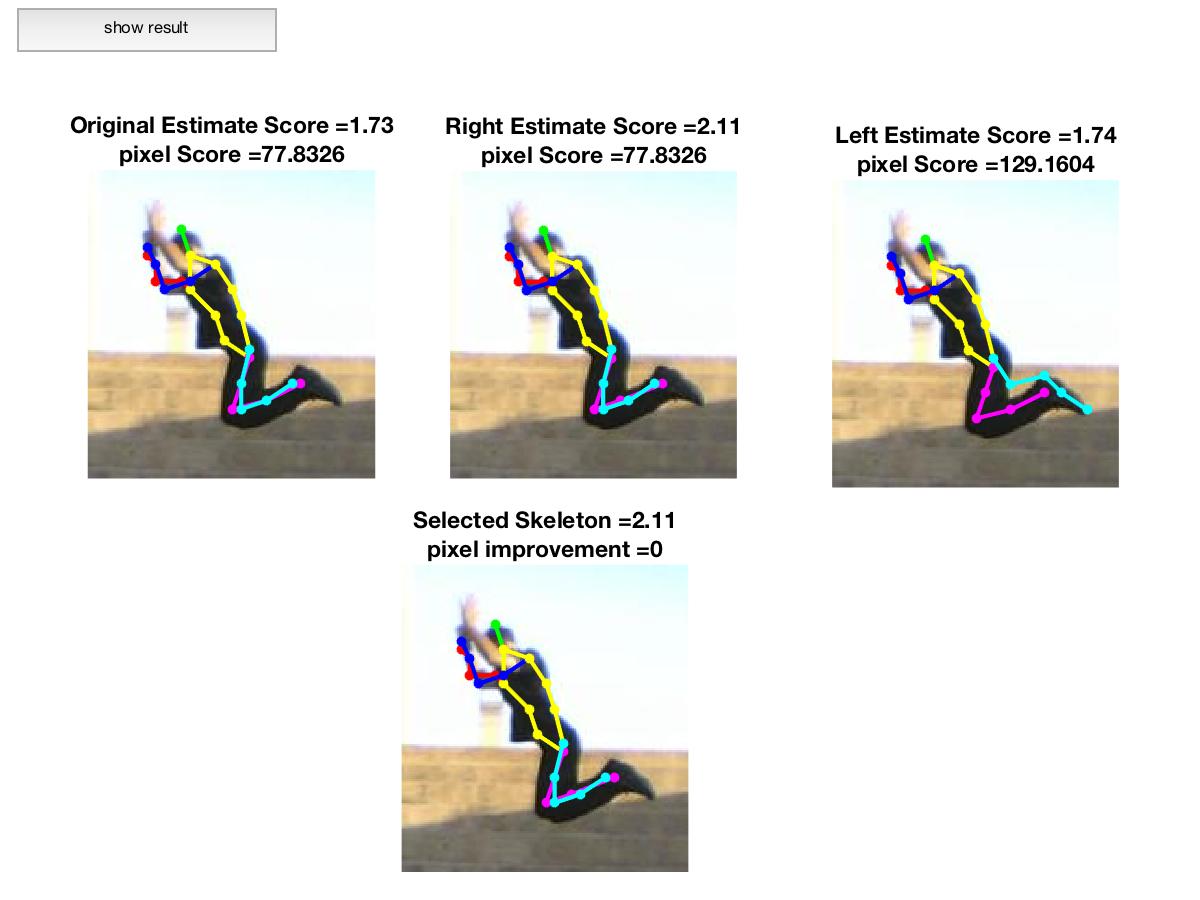 show result
Original Estimate Score =1.73
pixel Score =77.8326
Right Estimate Score =2.11
pixel Score =77.8326
Left Estimate Score =1.74
pixel Score =129.1604
Selected Skeleton =2.11
pixel improvement =0